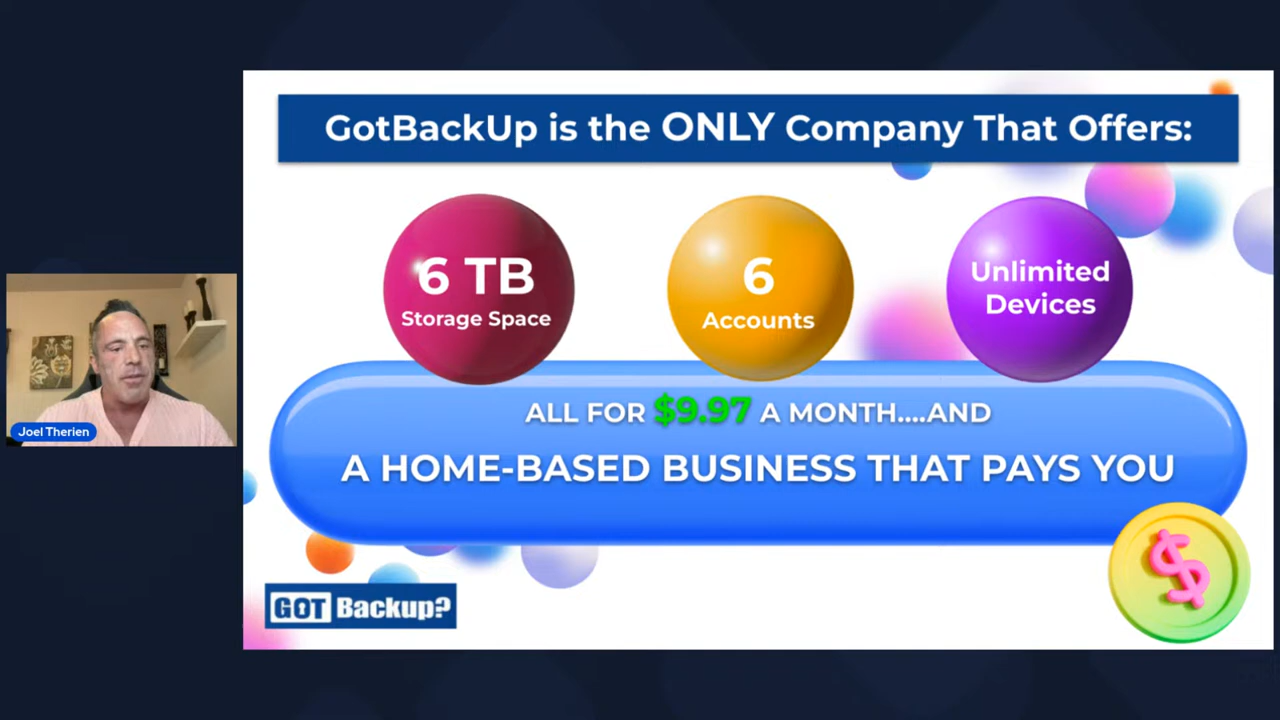 GotBackUp is the ONLY Company That Offers:
6 TB
Storage Space
6
Accounts
Unlimited
Devices
ALL FOR $9.97 A MONTH....AND
A HOME-BASED BUSINESS THAT PAYS YOU
Joel Therien
GOT Backup?